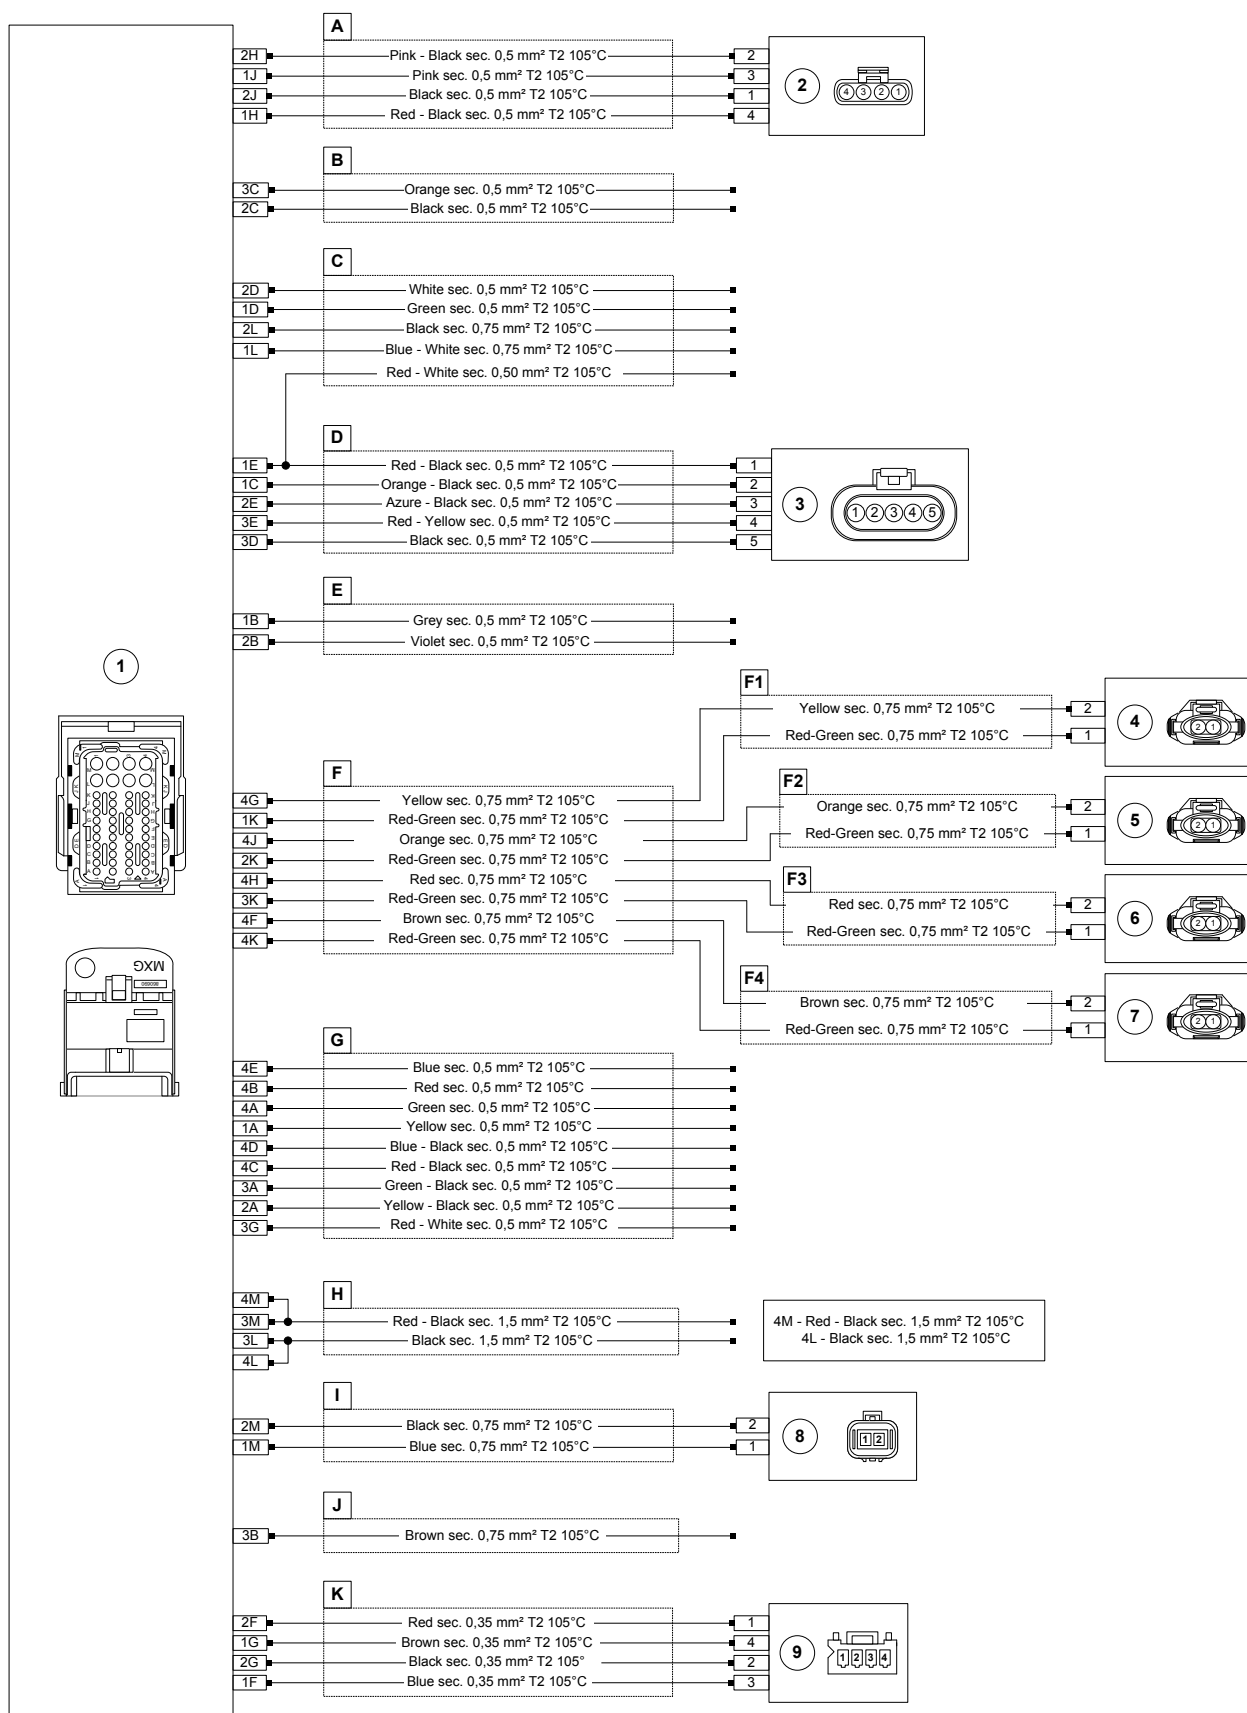 A
2H Pink - Black sec. 0,5 mm² T2 105°C 2
1J Pink sec. 0,5 mm² T2 105°C 3
2J Black sec. 0,5 mm² T2 105°C 1
1H Red - Black sec. 0,5 mm² T2 105°C 4
2
4 3 2 1
B
3C Orange sec. 0,5 mm² T2 105°C
2C Black sec. 0,5 mm² T2 105°C
C
2D White sec. 0,5 mm² T2 105°C
1D Green sec. 0,5 mm² T2 105°C
2L Black sec. 0,75 mm² T2 105°C
1L Blue - White sec. 0,75 mm² T2 105°C
Red - White sec. 0,50 mm² T2 105°C
D
1E Red - Black sec. 0,5 mm² T2 105°C 1
1C Orange - Black sec. 0,5 mm² T2 105°C 2
2E Azure - Black sec. 0,5 mm² T2 105°C 3
3E Red - Yellow sec. 0,5 mm² T2 105°C 4
3D Black sec. 0,5 mm² T2 105°C 5
3
1 2 3 4 5
E
1B Grey sec. 0,5 mm² T2 105°C
2B Violet sec. 0,5 mm² T2 105°C
1
F
4G Yellow sec. 0,75 mm² T2 105°C
1K Red-Green sec. 0,75 mm² T2 105°C
4J Orange sec. 0,75 mm² T2 105°C
2K Red-Green sec. 0,75 mm² T2 105°C
4H Red sec. 0,75 mm² T2 105°C
3K Red-Green sec. 0,75 mm² T2 105°C
4F Brown sec. 0,75 mm² T2 105°C
4K Red-Green sec. 0,75 mm² T2 105°C
F1
Yellow sec. 0,75 mm² T2 105°C 2
Red-Green sec. 0,75 mm² T2 105°C 1
4
2 1
F2
Orange sec. 0,75 mm² T2 105°C 2
Red-Green sec. 0,75 mm² T2 105°C 1
5
2 1
F3
Red sec. 0,75 mm² T2 105°C 2
Red-Green sec. 0,75 mm² T2 105°C 1
6
2 1
F4
Brown sec. 0,75 mm² T2 105°C 2
Red-Green sec. 0,75 mm² T2 105°C 1
7
2 1
MXG
G
4E Blue sec. 0,5 mm² T2 105°C
4B Red sec. 0,5 mm² T2 105°C
4A Green sec. 0,5 mm² T2 105°C
1A Yellow sec. 0,5 mm² T2 105°C
4D Blue - Black sec. 0,5 mm² T2 105°C
4C Red - Black sec. 0,5 mm² T2 105°C
3A Green - Black sec. 0,5 mm² T2 105°C
2A Yellow - Black sec. 0,5 mm² T2 105°C
3G Red - White sec. 0,5 mm² T2 105°C
H
4M
3M Red - Black sec. 1,5 mm² T2 105°C
3L Black sec. 1,5 mm² T2 105°C
4L
4M - Red - Black sec. 1,5 mm² T2 105°C
4L - Black sec. 1,5 mm² T2 105°C
I
2M Black sec. 0,75 mm² T2 105°C 2
1M Blue sec. 0,75 mm² T2 105°C 1
8
1 2
J
3B Brown sec. 0,75 mm² T2 105°C
K
2F Red sec. 0,35 mm² T2 105°C 1
1G Brown sec. 0,35 mm² T2 105°C 4
2G Black sec. 0,35 mm² T2 105° 2
1F Blue sec. 0,35 mm² T2 105°C 3
9
1 2 3 4